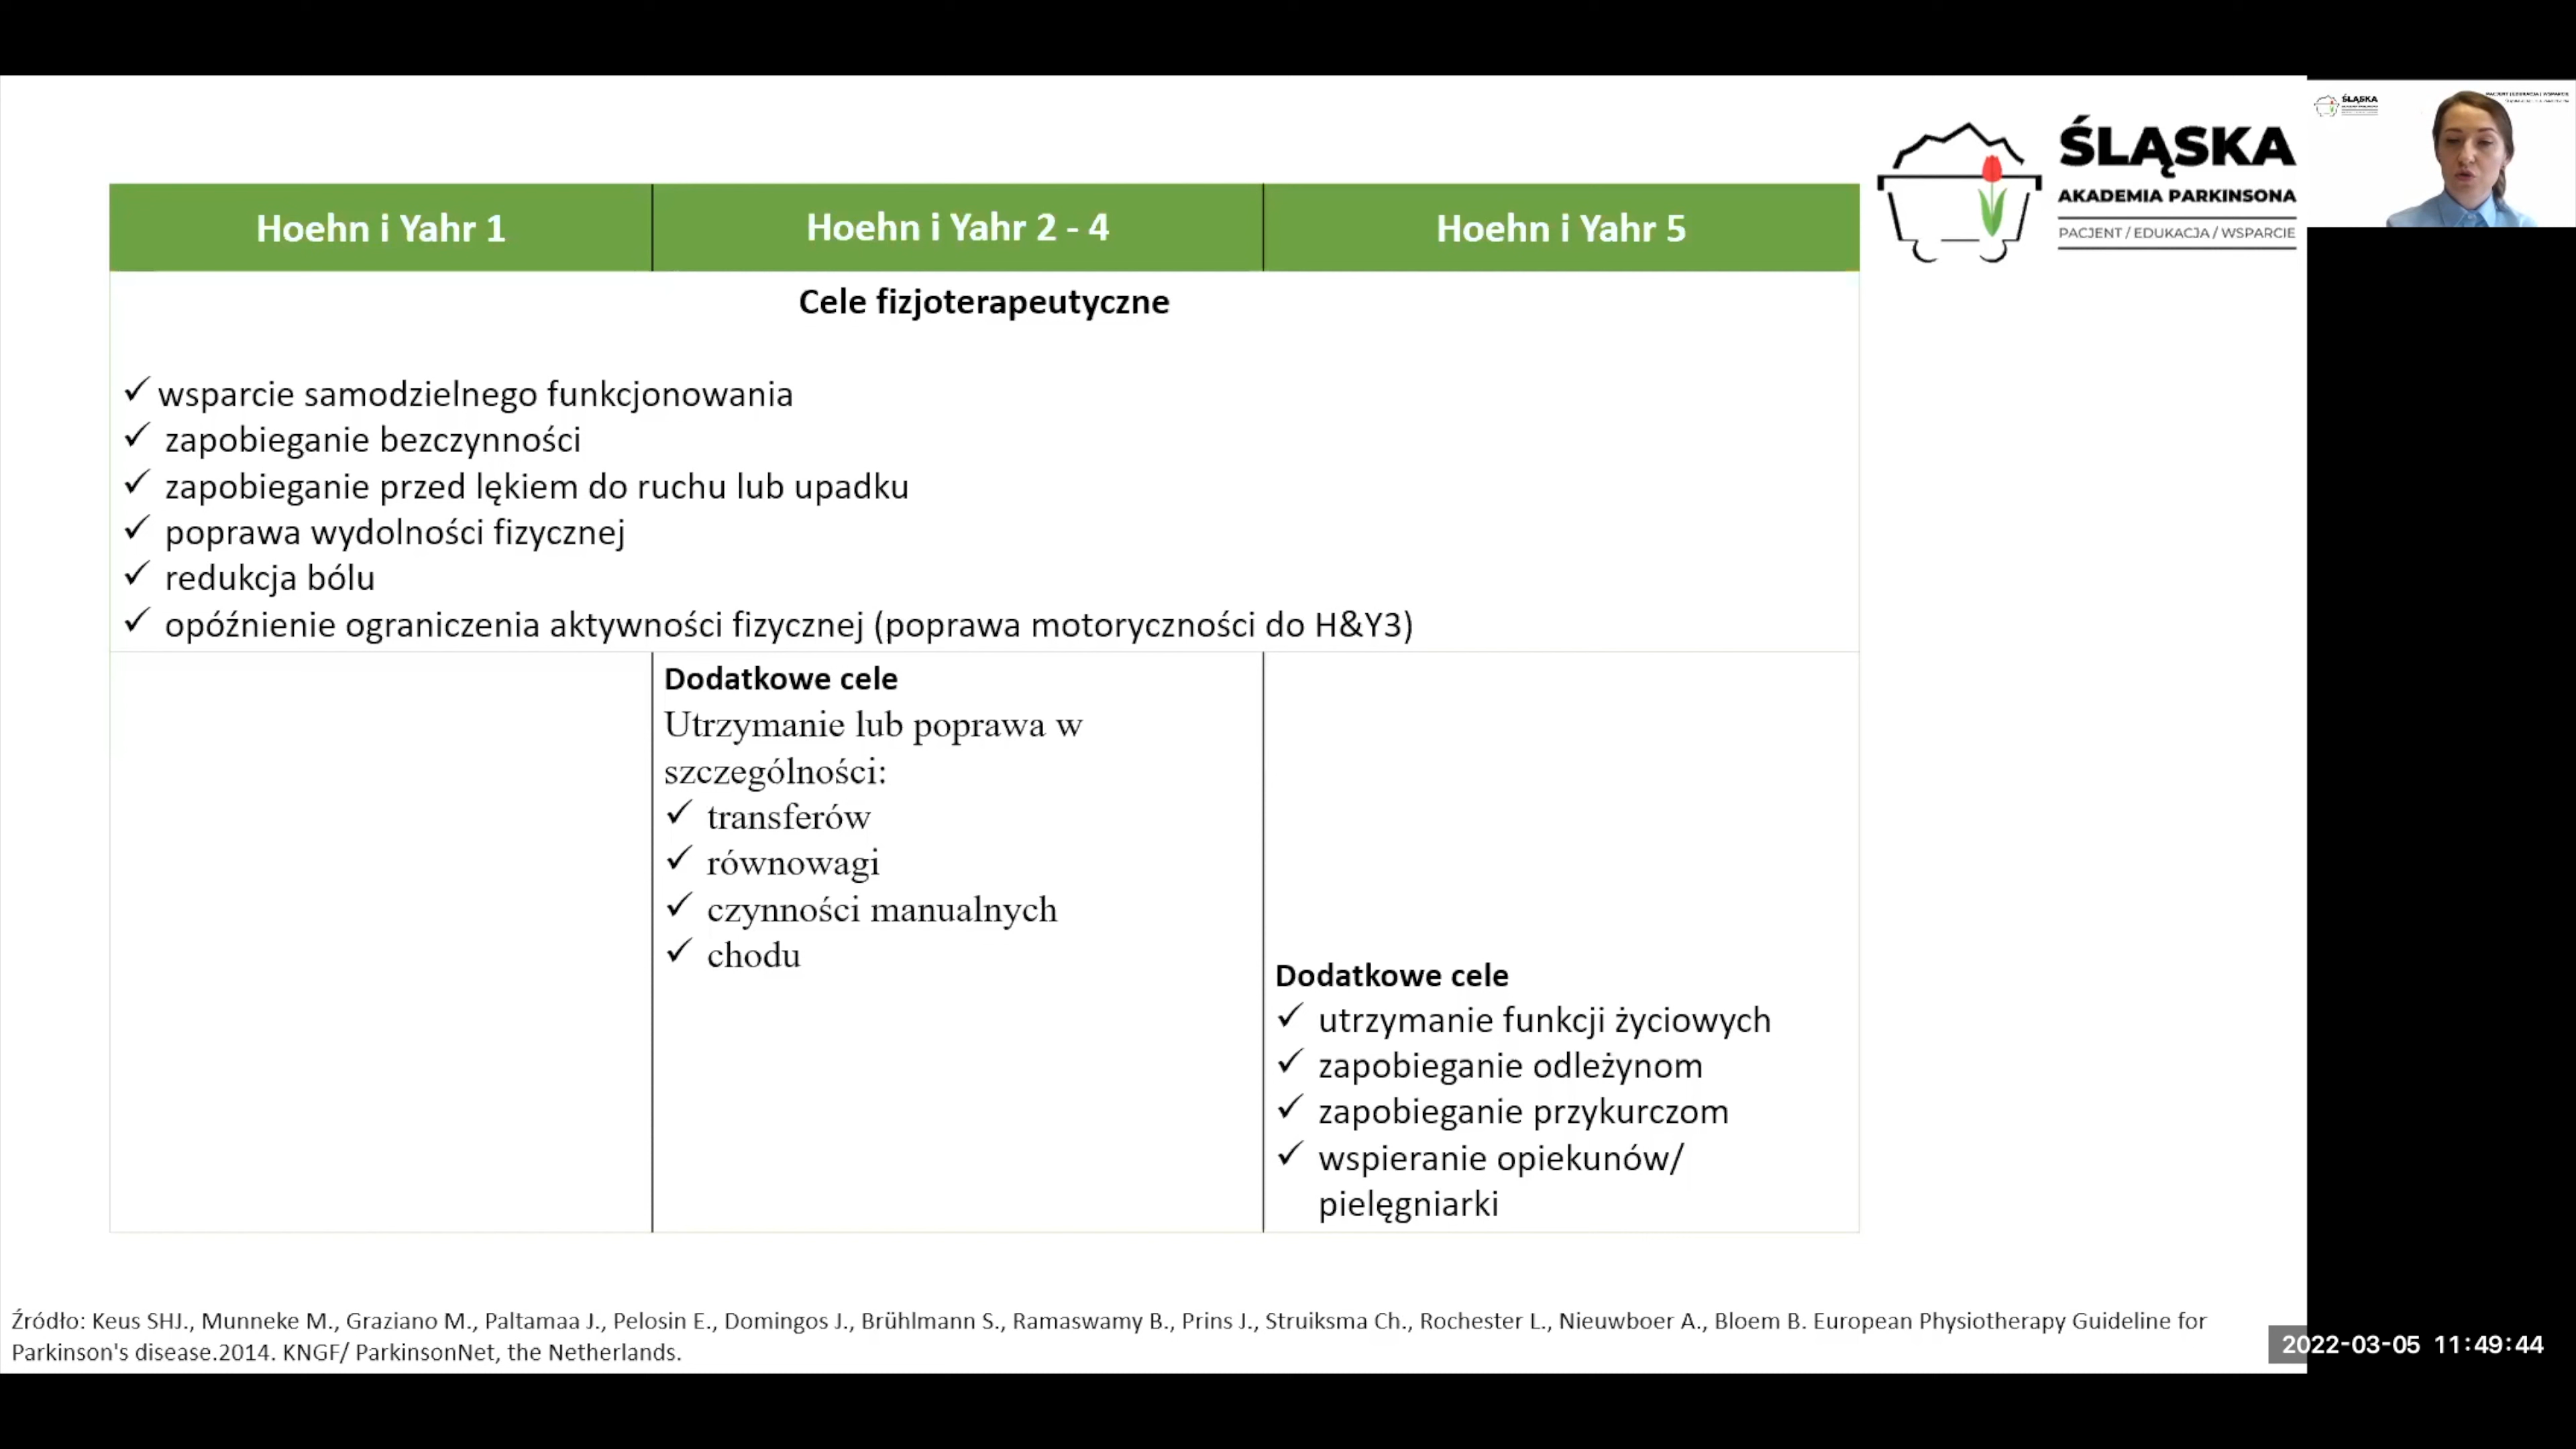 ŚLĄSKA
AKADEMIA PARKINSONA
PACJENT / EDUKACJA / WSPARCIE
ŚLĄSKA
Hoehn i Yahr 1
Hoehn i Yahr 2 - 4
Hoehn i Yahr 5
Cele fizjoterapeutyczne
✓ wsparcie samodzielnego funkcjonowania
✓ zapobieganie bezczynności
✓ zapobieganie przed lękiem do ruchu lub upadku
✓ poprawa wydolności fizycznej
✓ redukcja bólu
✓ opóźnienie ograniczenia aktywności fizycznej (poprawa motoryczności do H&Y3)
Dodatkowe cele
Utrzymanie lub poprawa w
szczególności:
✓ transferów
✓ równowagi
✓ czynności manualnych
✓ chodu
Dodatkowe cele
✓ utrzymanie funkcji życiowych
✓ zapobieganie odleżynom
✓ zapobieganie przykurczom
✓ wspieranie opiekunów/
pielęgniarki
Źródło: Keus SHJ., Munneke M., Graziano M., Paltamaa J., Pelosin E., Domingos J., Brühlmann S., Ramaswamy B., Prins J., Struiksma Ch., Rochester L., Nieuwboer A., Bloem B. European Physiotherapy Guideline for
Parkinson's disease.2014. KNGF/ ParkinsonNet, the Netherlands.
2022-03-05 11:49:44